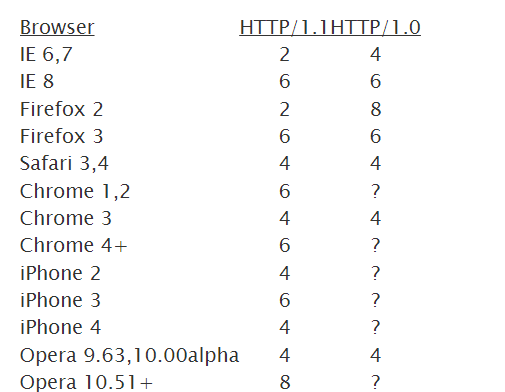 Browser HTTP/1.1HTTP/1.0
IE 6,7 2 4
IE 8 6 6
Firefox 2 2 8
Firefox 3 6 6
Safari 3,4 4 4
Chrome 1,2 6 ?
Chrome 3 4 4
Chrome 4+ 6 ?
iPhone 2 4 ?
iPhone 3 6 ?
iPhone 4 4 ?
Opera 9.63,10.00alpha 4 4
Opera 10.51+ 8 ?